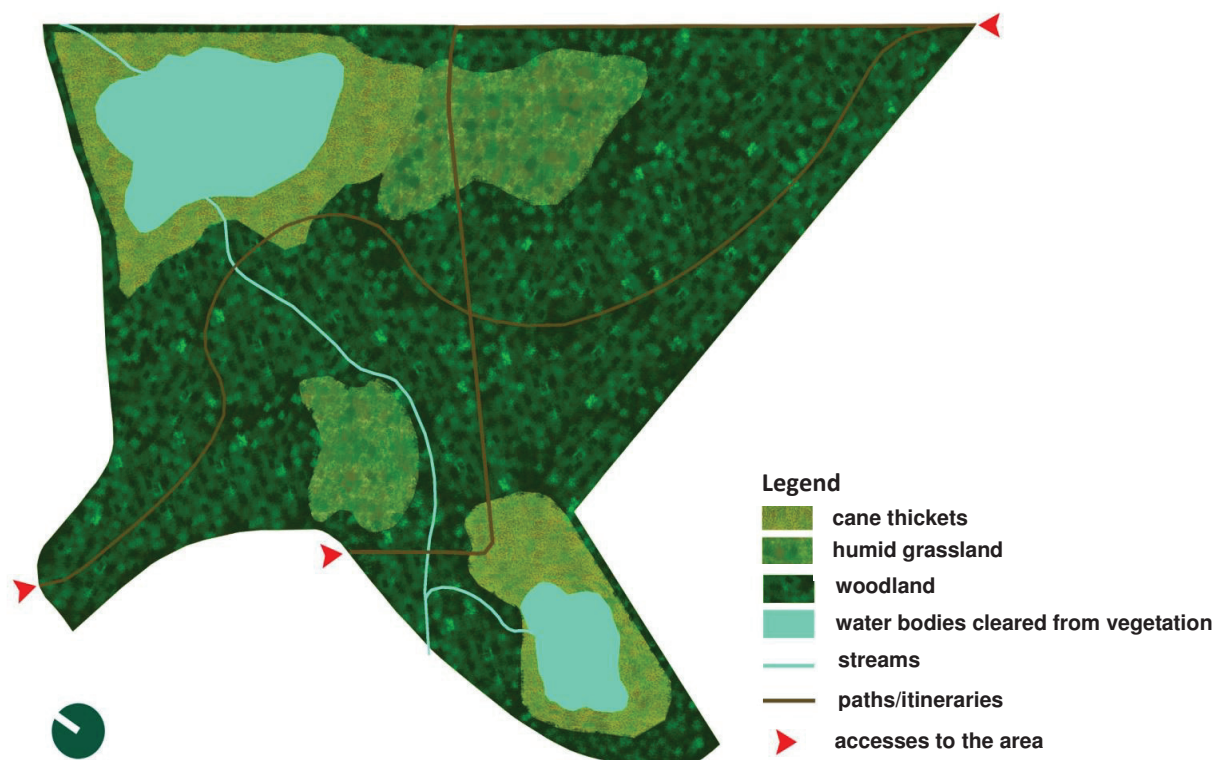 Legend
cane thickets
humid grassland
woodland
water bodies cleared from vegetation
streams
paths/itineraries
accesses to the area